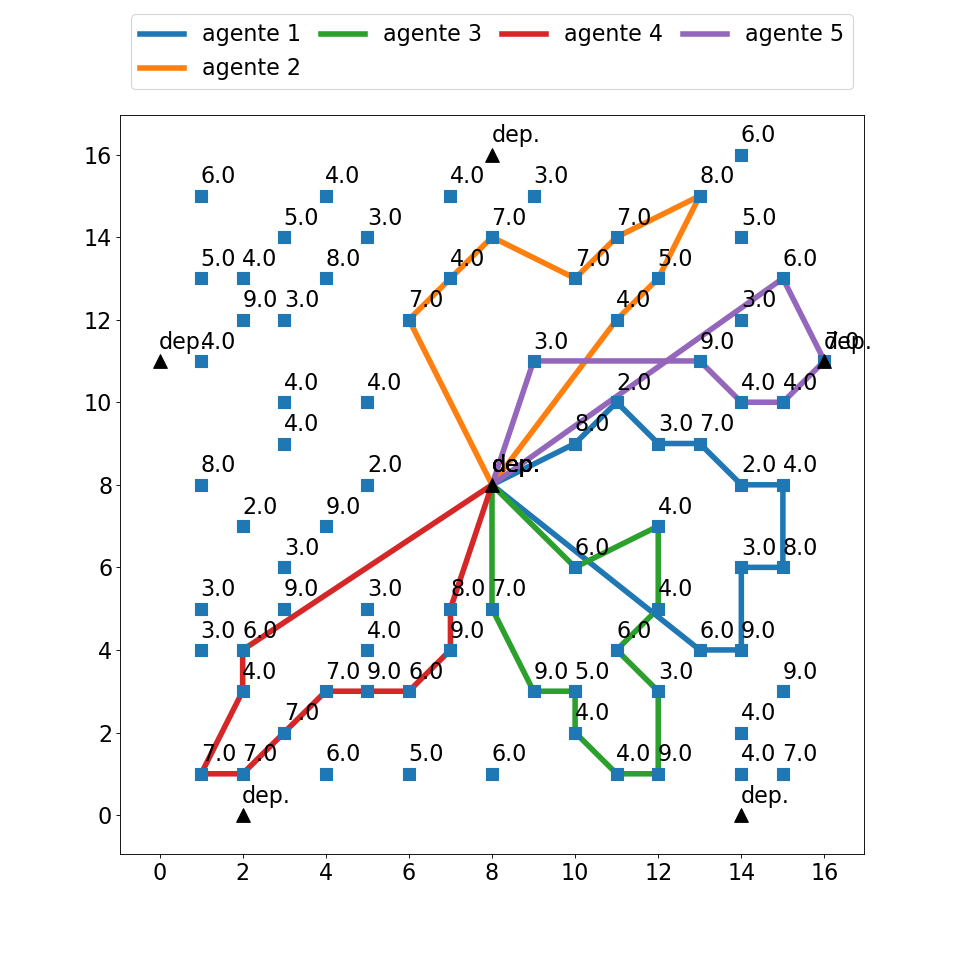 agente 1 agente 3 agente 4 agente 5
agente 2
dep. 6.0
16
6.0 4.0 4.0 3.0 8.0
5.0 3.0 7.0 7.0 5.0
14
5.0 4.0 8.0 4.0 7.0 5.0 6.0
9.0 3.0 7.0 4.0 3.0
12
dep. 4.0 3.0 9.0 7.0 dep.
4.0 4.0 2.0 4.0 4.0
10
4.0 8.0 3.0 7.0
8.0 2.0 dep. dep. 2.0 4.0
8
2.0 9.0 4.0
3.0 6.0 3.0 8.0
6
3.0 9.0 3.0 8.0 7.0 4.0
3.0 6.0 4.0 9.0 6.0 6.0 9.0
4
4.0 7.0 9.0 6.0 9.0 5.0 3.0 9.0
7.0 4.0 4.0
2
7.0 7.0 6.0 5.0 6.0 4.0 9.0 4.0 7.0
dep. dep.
0
0 2 4 6 8 10 12 14 16